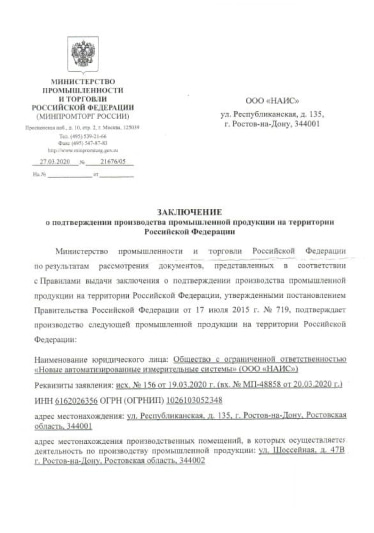 МИНИСТЕРСТВО
ПРОМЫШЛЕННОСТИ
И ТОРГОВЛИ
РОССИЙСКОЙ ФЕДЕРАЦИИ
(МИНПРОМТОРГ РОССИИ)
Пресненская наб., д. 10, стр. 2, г. Москва, 125039
Тел. (495) 539-21-66
Факс (495) 547-87-83
http://www.minpromtorg.gov.ru
27.03.2020 № 21676/05
На № от
ООО «НАИС»
ул. Республиканская, д. 135,
г. Ростов-на-Дону, 344001
ЗАКЛЮЧЕНИЕ
о подтверждении производства промышленной продукции на территории
Российской Федерации
Министерство промышленности и торговли Российской Федерации
по результатам рассмотрения документов, представленных в соответствии
с Правилами выдачи заключения о подтверждении производства промышленной
продукции на территории Российской Федерации, утвержденными постановлением
Правительства Российской Федерации от 17 июля 2015 г. № 719, подтверждает
производство следующей промышленной продукции на территории Российской
Федерации:
Наименование юридического лица: Общество с ограниченной ответственностью
«Новые автоматизированные измерительные системы» (ООО «НАИС»)
Реквизиты заявления: исх. № 156 от 19.03.2020 г. (вх. № МП-48858 от 20.03.2020 г.)
ИНН 6162026356 ОГРН (ОГРНИП) 1026103052348
адрес местонахождения: ул. Республиканская, д. 135, г. Ростов-на-Дону, Ростовская
область, 344001
адрес местонахождения производственных помещений, в которых осуществляется
деятельность по производству промышленной продукции: ул. Шоссейная, д. 47В
г. Ростов-на-Дону, Ростовская область, 344002